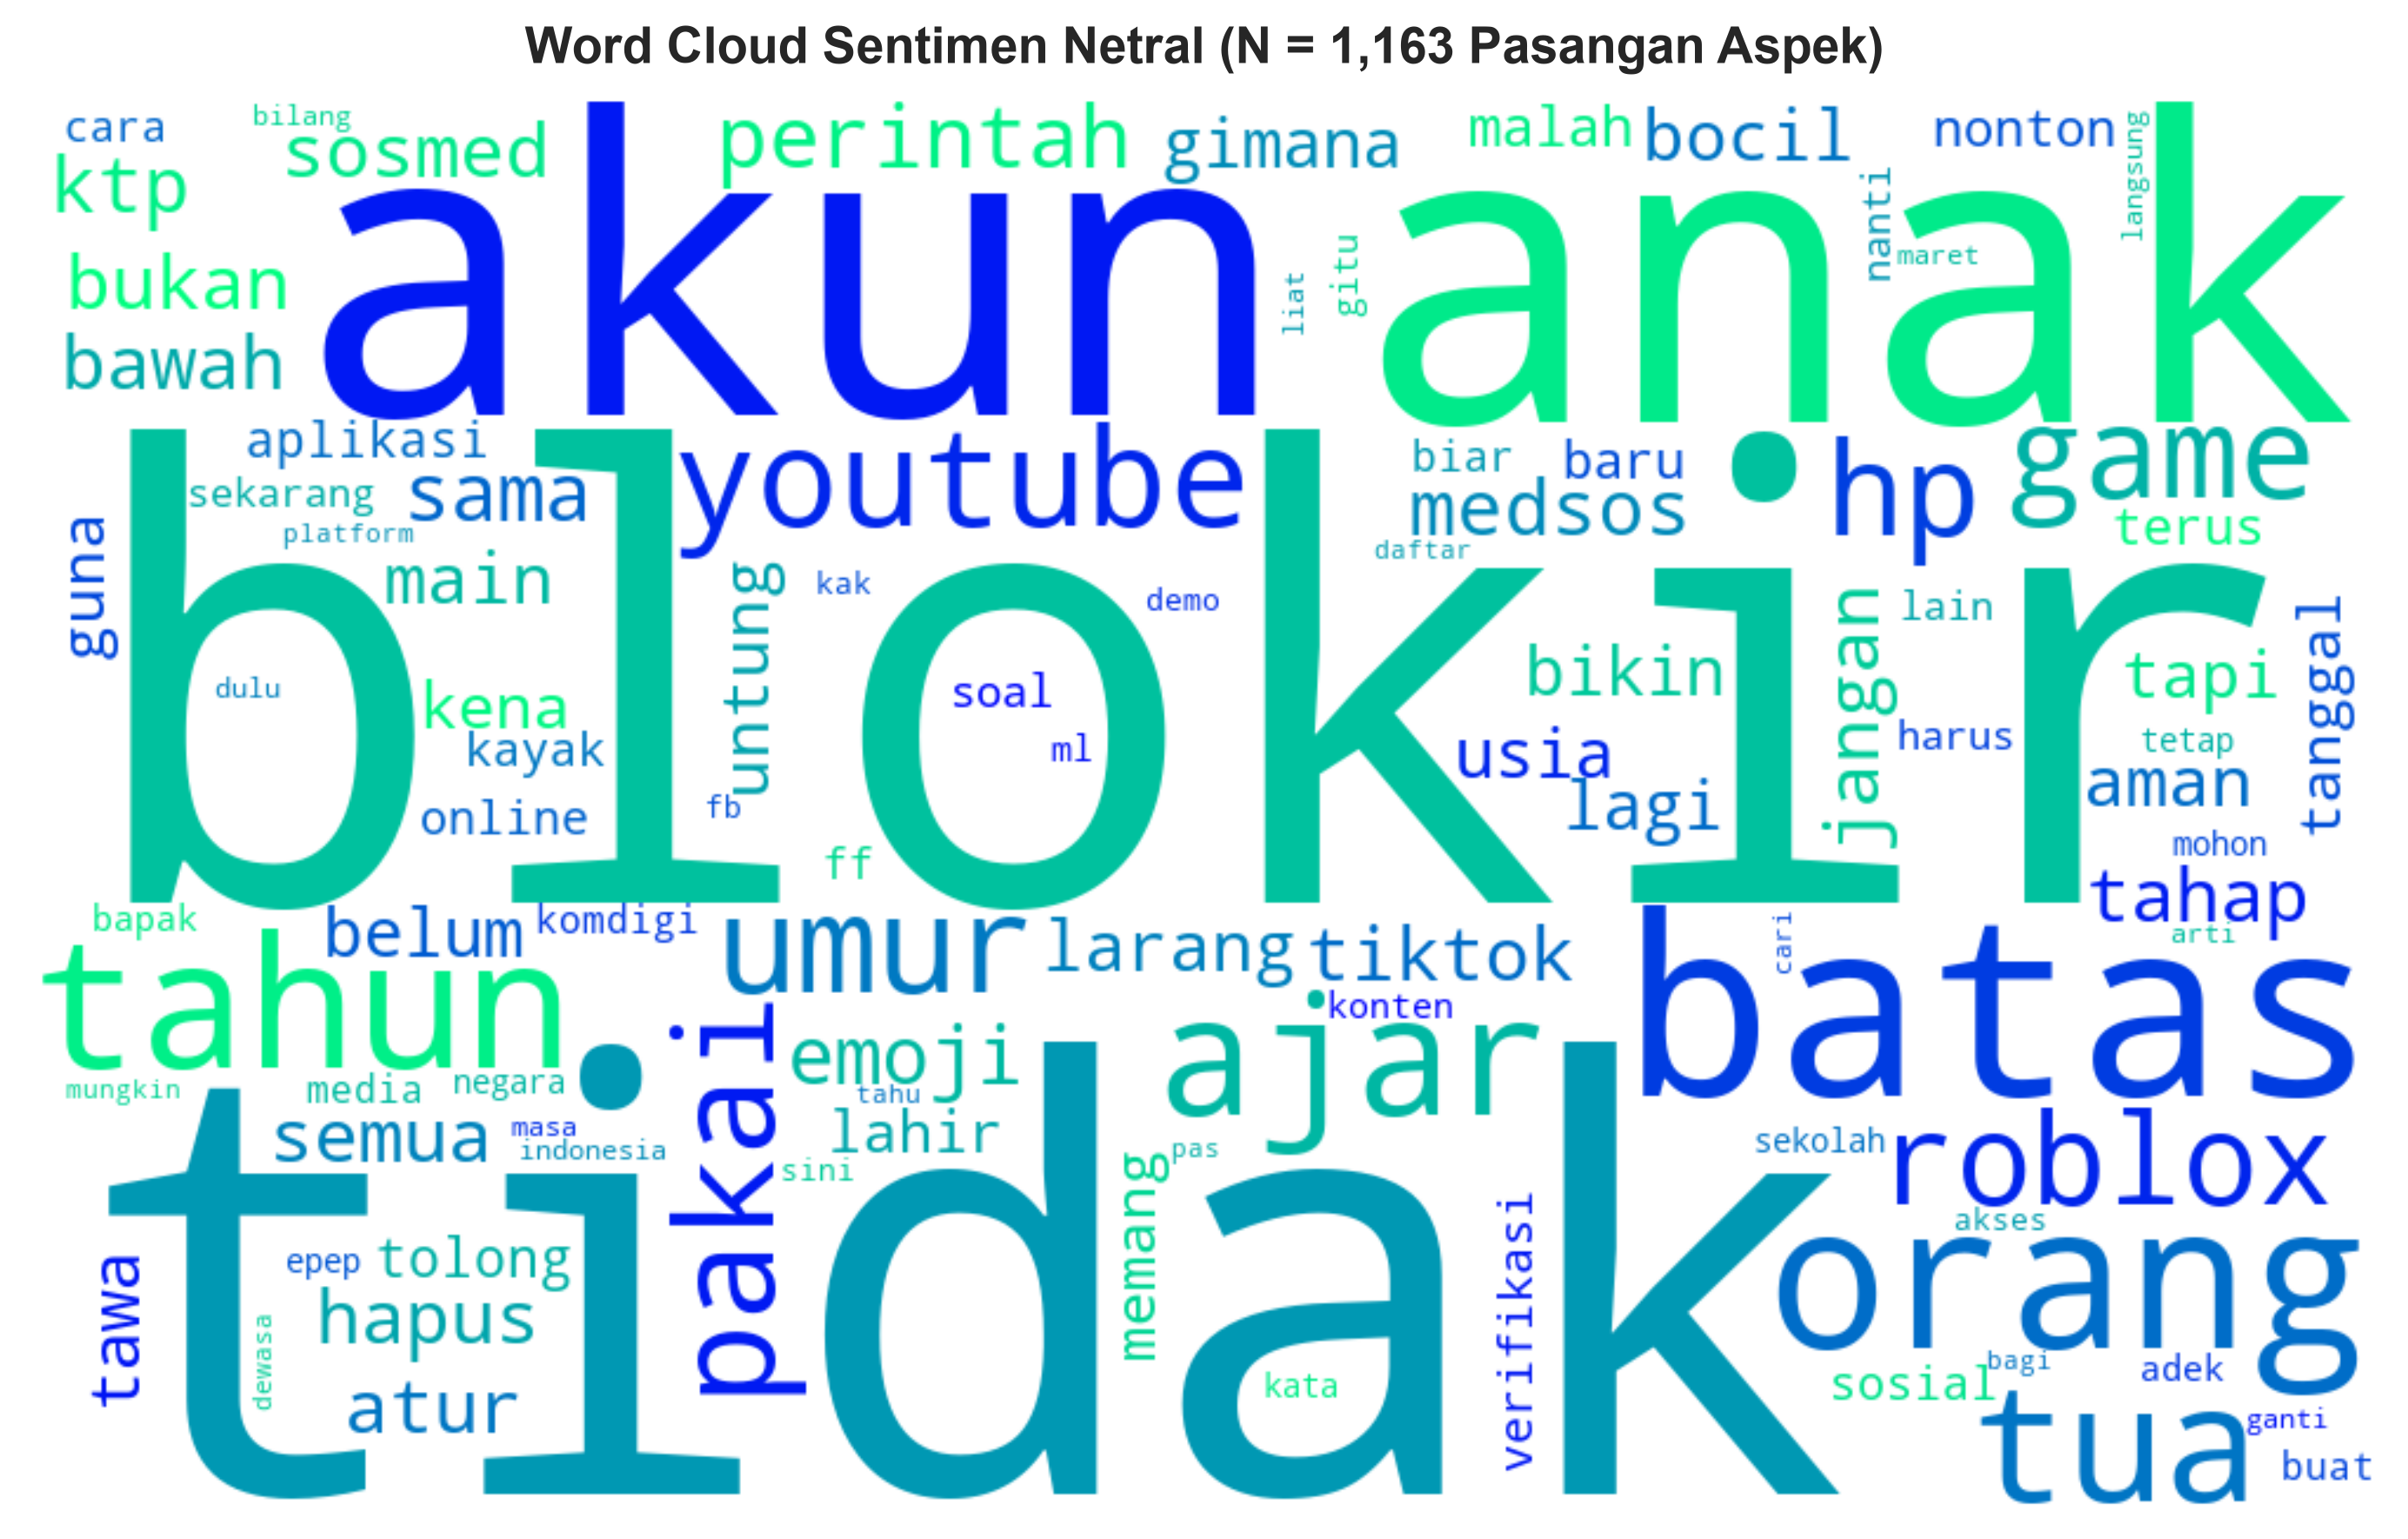 Word Cloud Sentimen Netral (N = 1,163 Pasangan Aspek)
cara
bilang
sosmed
perintah
gimana
malah
bocil
nonton
langsung
ktp
akun
anak
nanti
maret
gitu
liat
bukan
bawah
aplikasi
youtube
biar
baru
hp
game
sekarang
sama
medsos
terus
platform
daftar
guna
blokir
main
untung
kak
demo
jangan
lain
tanggal
dulu
kena
soal
bikin
tapi
kayak
ml
usia
harus
tetap
online
fb
lagi
aman
ff
mohon
tahap
bapak
belum
komdigi
umur
larang
tiktok
cari
batas
arti
tahun
pakai
konten
emoji
ajar
mungkin
media
negara
tahu
semua
masa
indonesia
lahir
sini
memang
pas
sekolah
roblox
tidak
akses
tawa
epep
tolong
verifikasi
orang
hapus
dewasa
atur
kata
sosial
bagi
adek
tua
ganti
buat